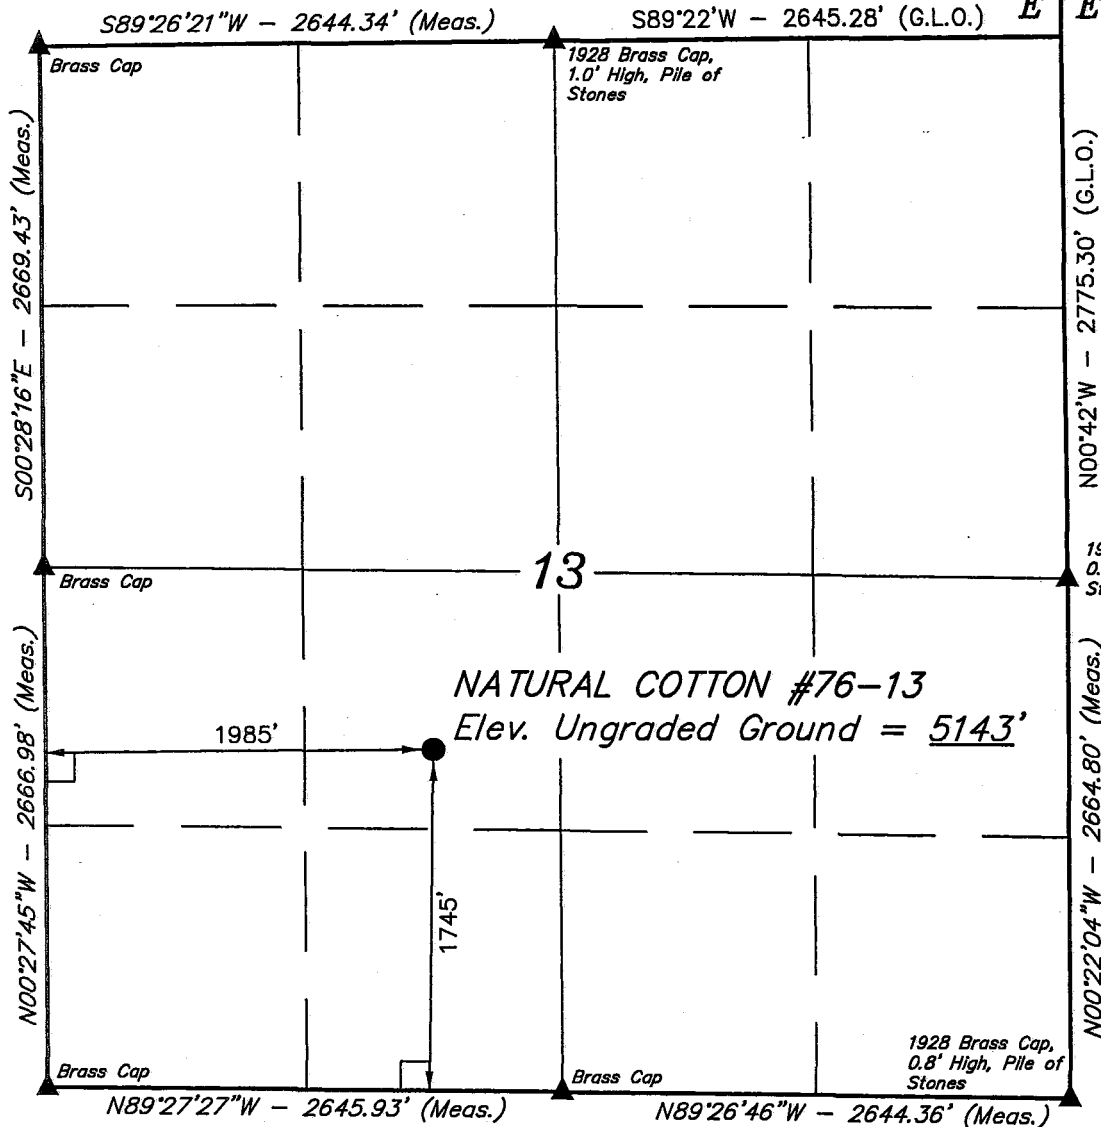 S89°26'21"W - 2644.34' (Meas.)
S89°22'W - 2645.28' (G.L.O.)
E E
Brass Cap
1928 Brass Cap,
1.0' High, Pile of
Stones
S00°28'16"E - 2669.43' (Meas.)
N00°42'W - 2775.30' (G.L.O.)
Brass Cap
13
N00°27'45"W - 2666.98' (Meas.)
NATURAL COTTON #76-13
Elev. Ungraded Ground = 5143'
1985'
1745'
N00°22'04"W - 2664.80' (Meas.)
Brass Cap
Brass Cap
1928 Brass Cap,
0.8' High, Pile of
Stones
N89°27'27"W - 2645.93' (Meas.)
N89°26'46"W - 2644.36' (Meas.)